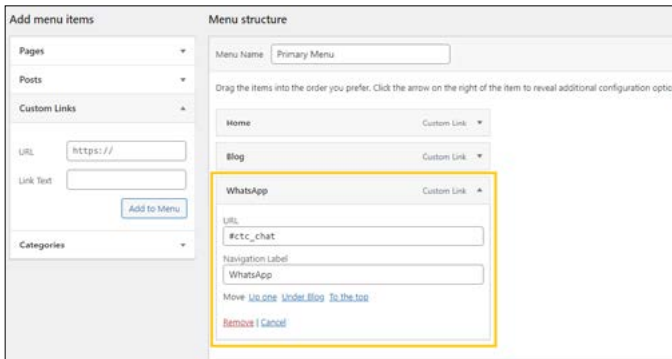 Add menu items
Pages
Posts
Custom Links
URL
https://
Link Text
Add to Menu
Categories
Menu structure
Menu Name Primary Menu
Drag the items into the order you prefer. Click the arrow on the right of the item to reveal additional configuration optio
Home Custom Link
Blog Custom Link
WhatsApp Custom Link
URL
#ctc_chat
Navigation Label
WhatsApp
Move Up one Under Blog To the top
Remove | Cancel